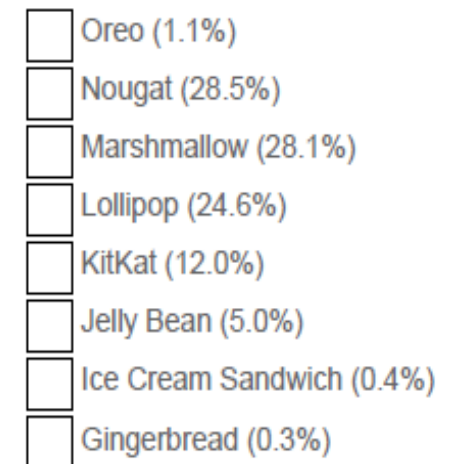 Oreo (1.1%)
Nougat (28.5%)
Marshmallow (28.1%)
Lollipop (24.6%)
KitKat (12.0%)
Jelly Bean (5.0%)
Ice Cream Sandwich (0.4%)
Gingerbread (0.3%)